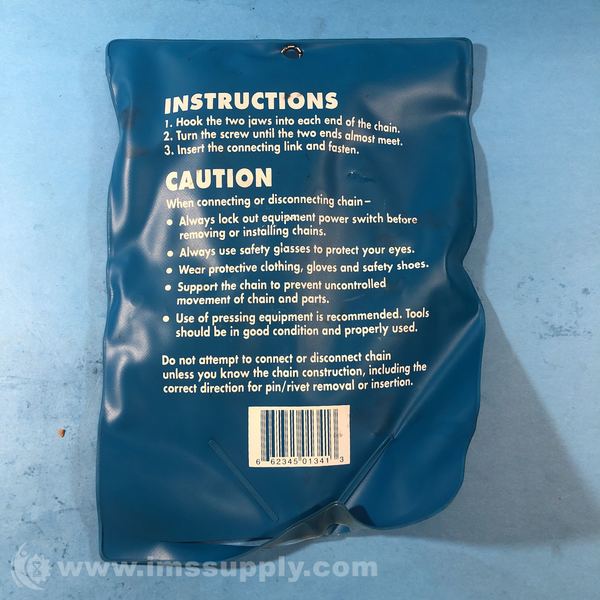 INSTRUCTIONS
1. Hook the two jaws into each end of the chain.
2. Turn the screw until the two ends almost meet.
3. Insert the connecting link and fasten.
CAUTION
When connecting or disconnecting chain –
• Always lock out equipment power switch before
removing or installing chains.
• Always use safety glasses to protect your eyes.
• Wear protective clothing, gloves and safety shoes.
• Support the chain to prevent uncontrolled
movement of chain and parts.
• Use of pressing equipment is recommended. Tools
should be in good condition and properly used.
Do not attempt to connect or disconnect chain
unless you know the chain construction, including the
correct direction for pin/rivet removal or insertion.
6 62345 01341 3
www.imssupply.com